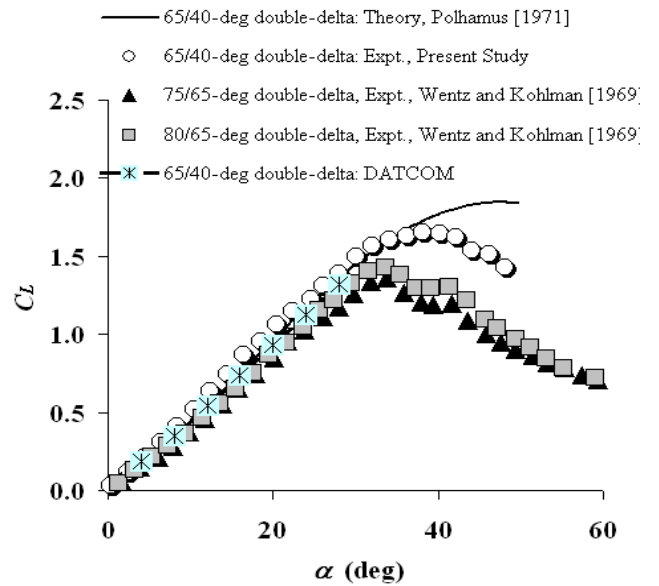 65/40-deg double-delta: Theory, Polhamus [1971]
65/40-deg double-delta: Expt., Present Study
75/65-deg double-delta, Expt., Wentz and Kohlman [1969]
80/65-deg double-delta, Expt., Wentz and Kohlman [1969]
65/40-deg double-delta: DATCOM
2.5
2.0
1.5
1.0
0.5
0.0
CL
0 20 40 60
α (deg)